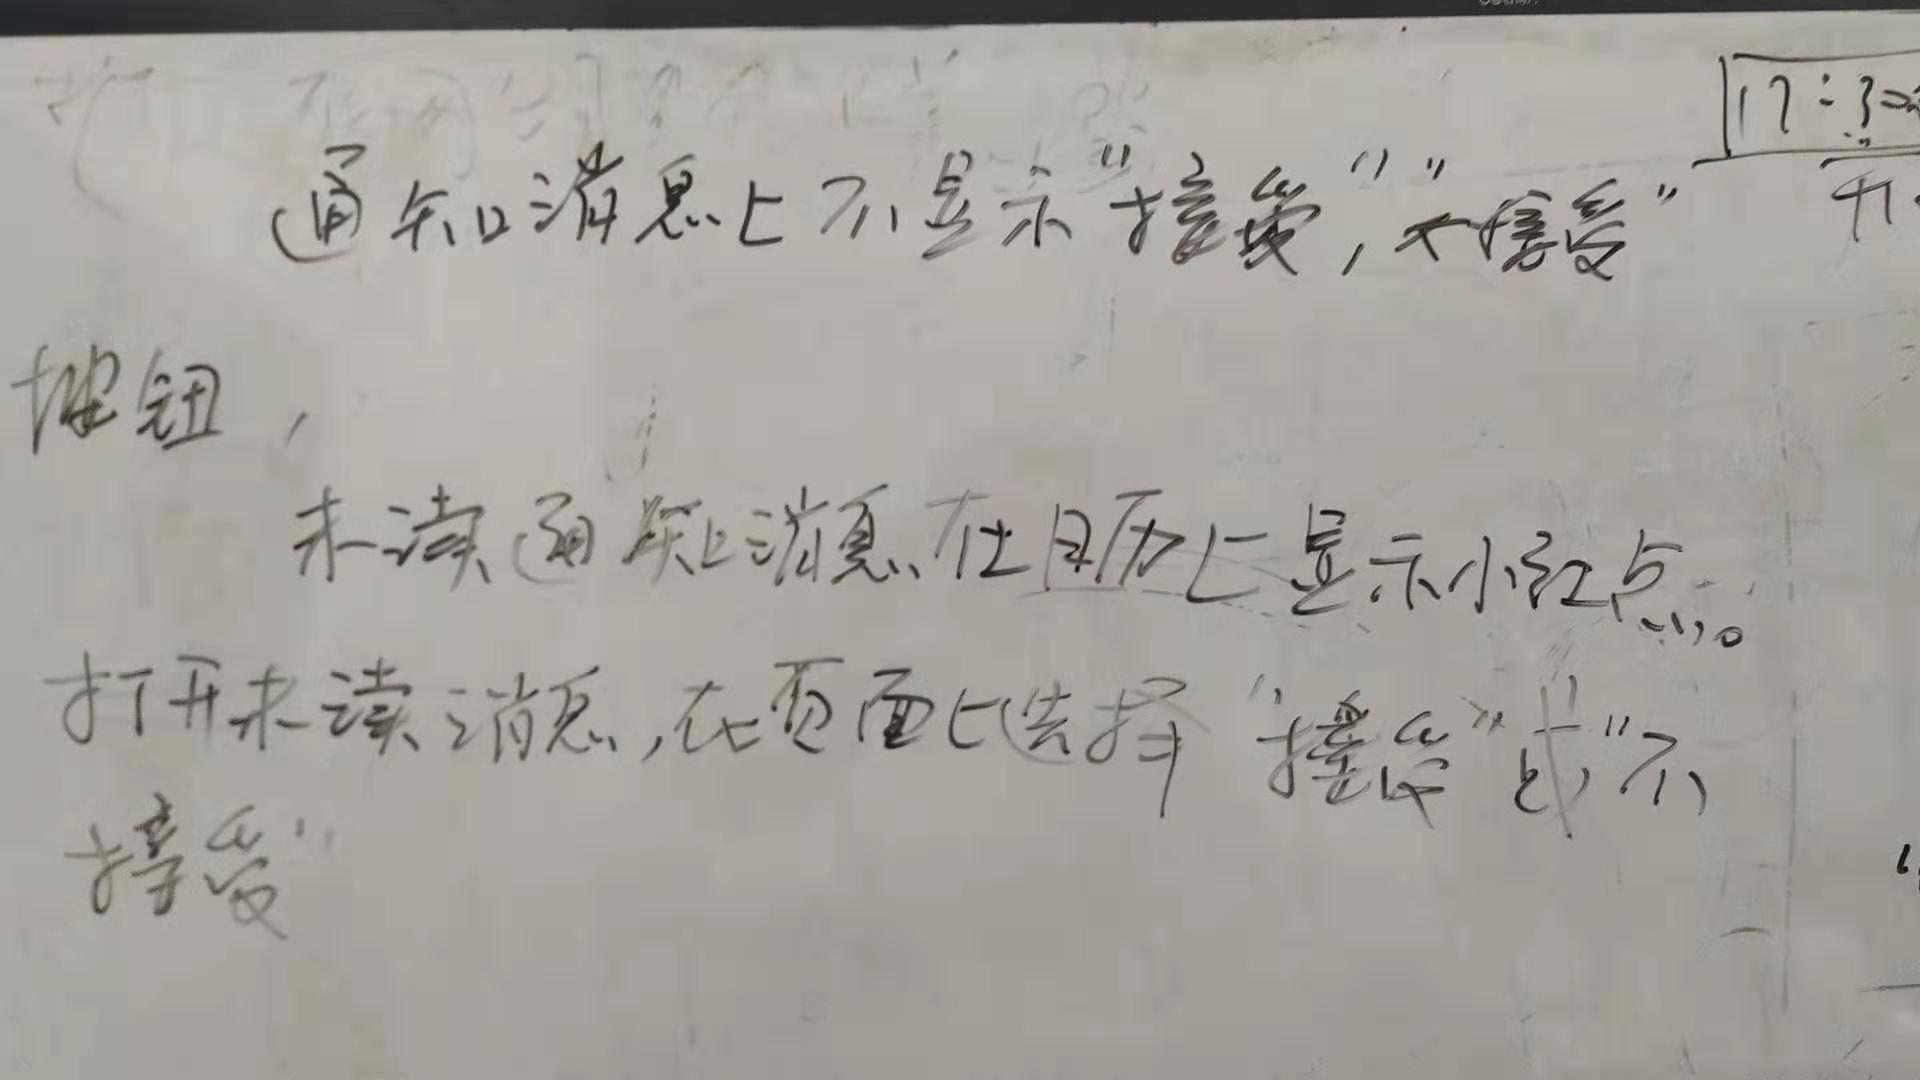 17÷3=
通知消息上不显示"接受","不接受"
按钮,
未读通知消息在日历上显示小红点。
打开未读消息,在页面上选择"接受"或"不
接受"